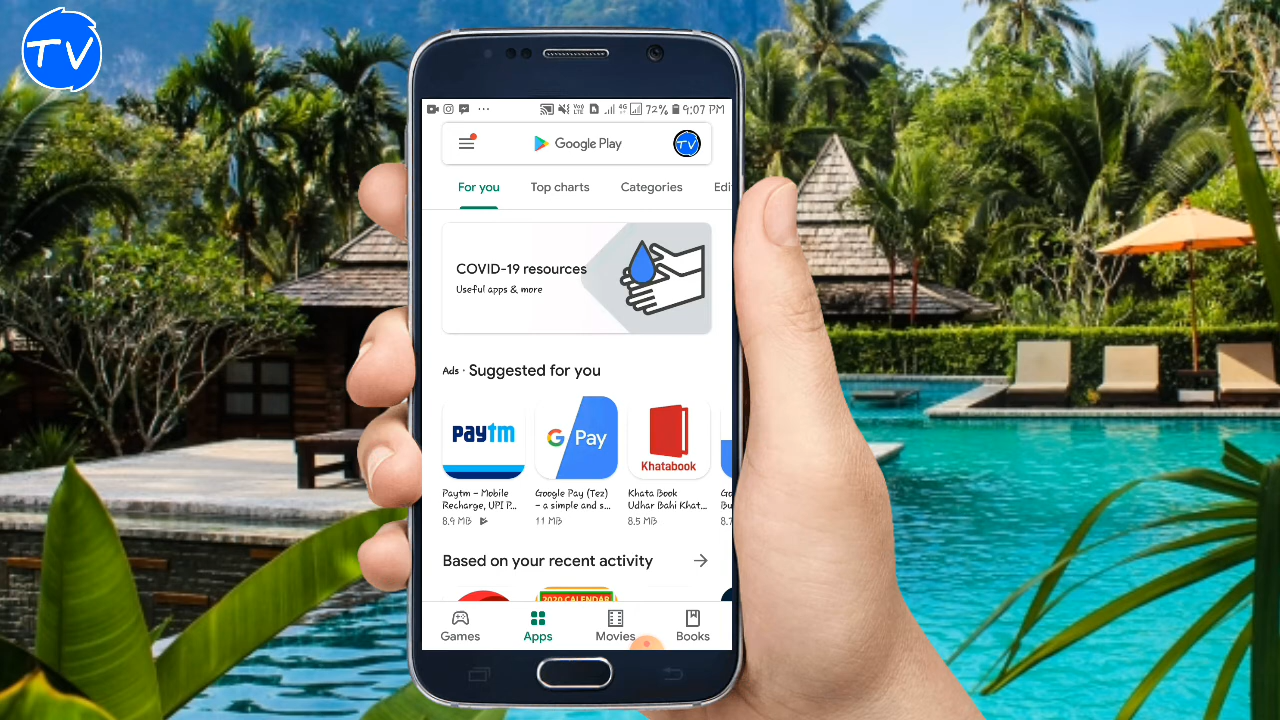 TV
72% 9:07 PM
Google Play
TV
For you Top charts Categories Edi
COVID-19 resources
Useful apps & more
Ads · Suggested for you
paytm
G Pay
Khatabook
Paytm – Mobile
Recharge, UPI P...
8.9 MB
Google Pay (Tez)
– a simple and s...
11 MB
Khata Book
Udhar Bahi Khat...
8.5 MB
Based on your recent activity
2020 CALENDAR
Games Apps Movies Books